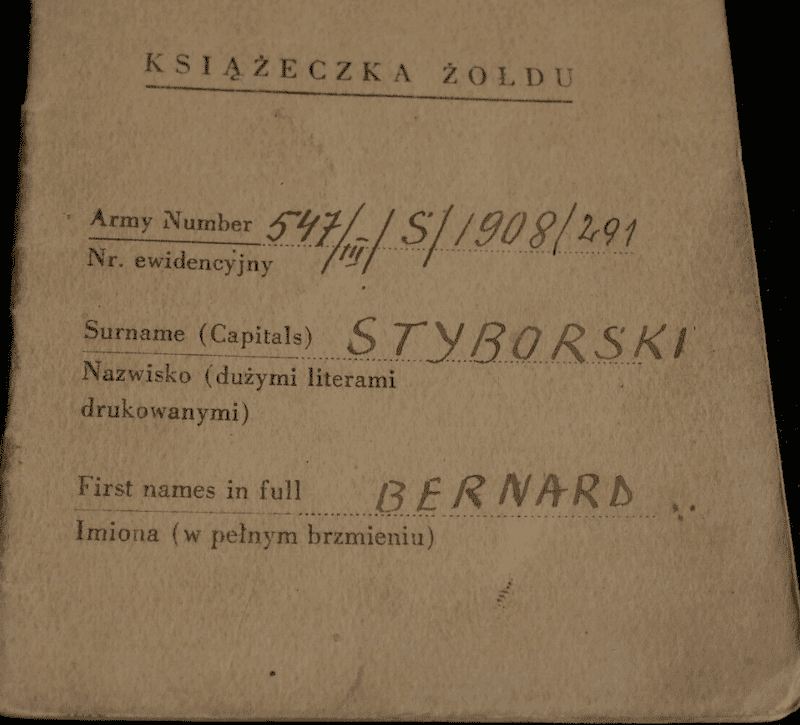 KSIĄŻECZKA ŻOŁDU
Army Number 547/III/S/1908/291
Nr. ewidencyjny
Surname (Capitals) STYBORSKI
Nazwisko (dużymi literami
drukowanymi)
First names in full BERNARD
Imiona (w pełnym brzmieniu)